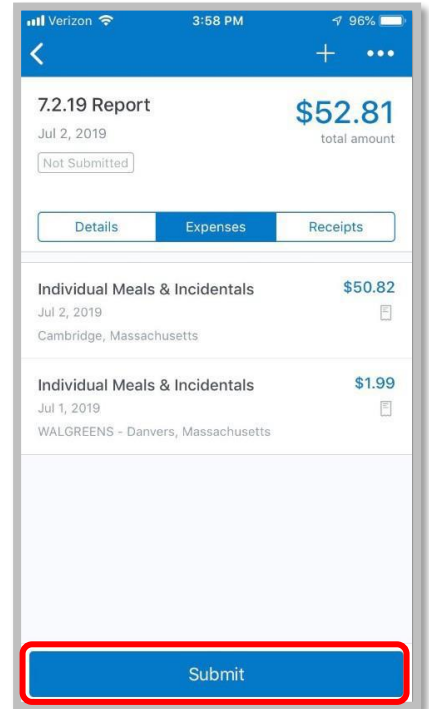 Verizon 3:58 PM 96%
7.2.19 Report $52.81
Jul 2, 2019 total amount
Not Submitted
Details Expenses Receipts
Individual Meals & Incidentals $50.82
Jul 2, 2019
Cambridge, Massachusetts
Individual Meals & Incidentals $1.99
Jul 1, 2019
WALGREENS - Danvers, Massachusetts
Submit